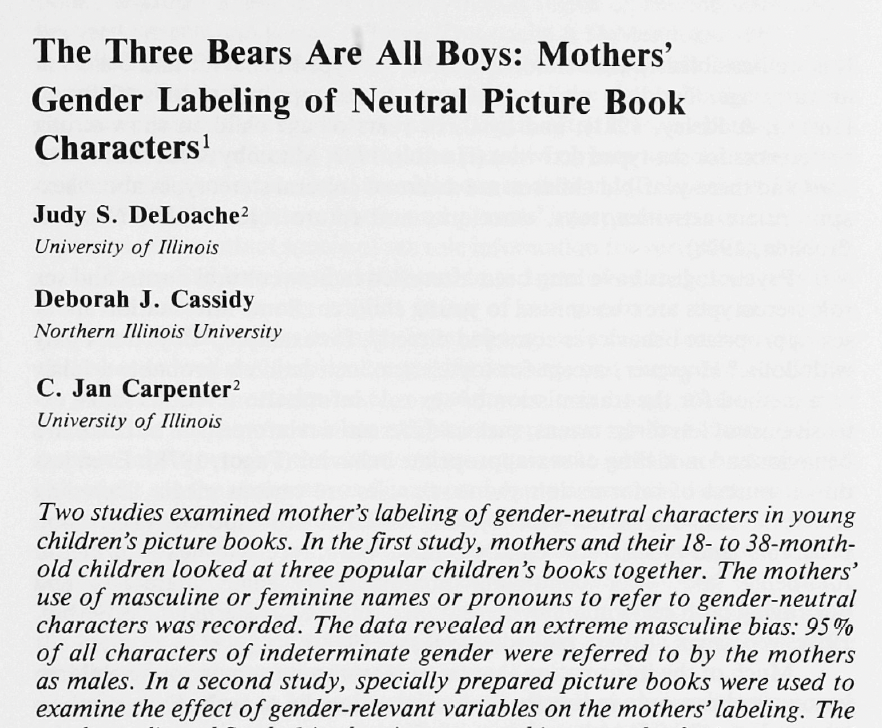 The Three Bears Are All Boys: Mothers'
Gender Labeling of Neutral Picture Book
Characters¹
Judy S. DeLoache²
University of Illinois
Deborah J. Cassidy
Northern Illinois University
C. Jan Carpenter²
University of Illinois
Two studies examined mother's labeling of gender-neutral characters in young
children's picture books. In the first study, mothers and their 18- to 38-month-
old children looked at three popular children's books together. The mothers'
use of masculine or feminine names or pronouns to refer to gender-neutral
characters was recorded. The data revealed an extreme masculine bias: 95%
of all characters of indeterminate gender were referred to by the mothers
as males. In a second study, specially prepared picture books were used to
examine the effect of gender-relevant variables on the mothers' labeling. The